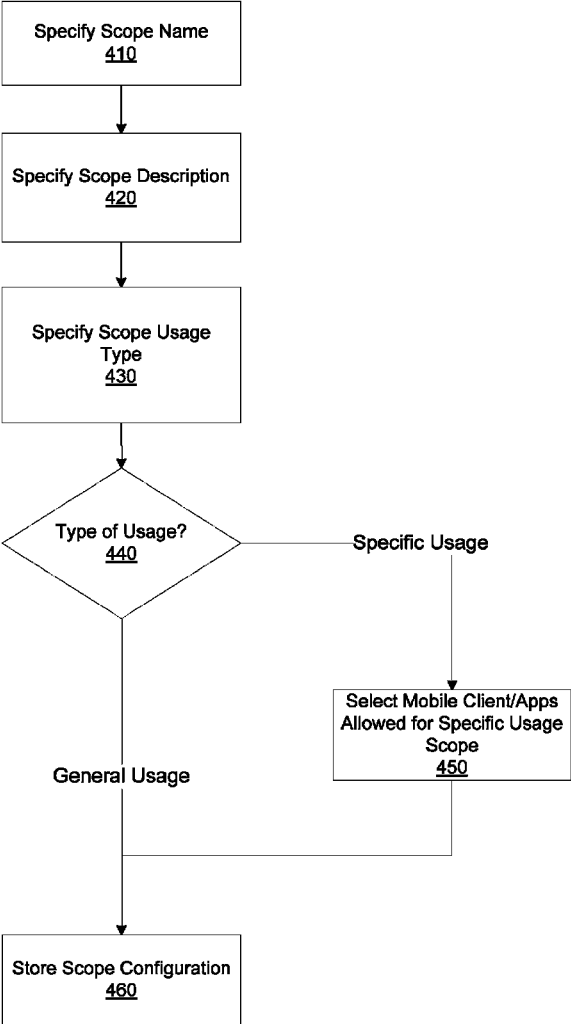 Specify Scope Name
410
Specify Scope Description
420
Specify Scope Usage
Type
430
Type of Usage?
440
Specific Usage
Select Mobile Client/Apps
Allowed for Specific Usage
Scope
450
General Usage
Store Scope Configuration
460